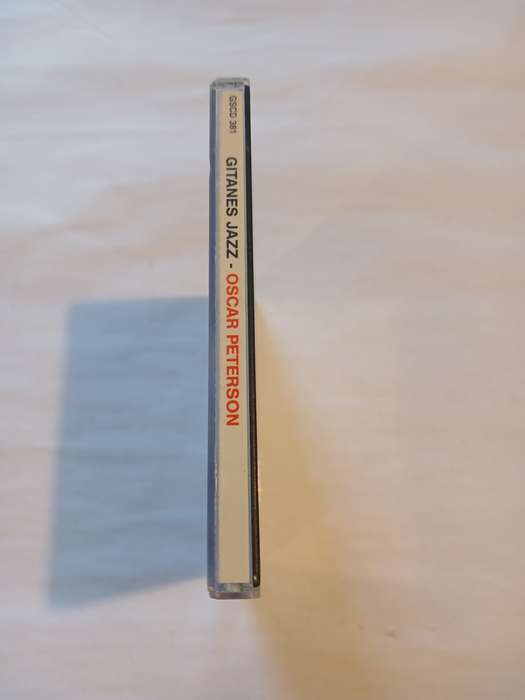 GSCD 381
GITANES JAZZ - OSCAR PETERSON